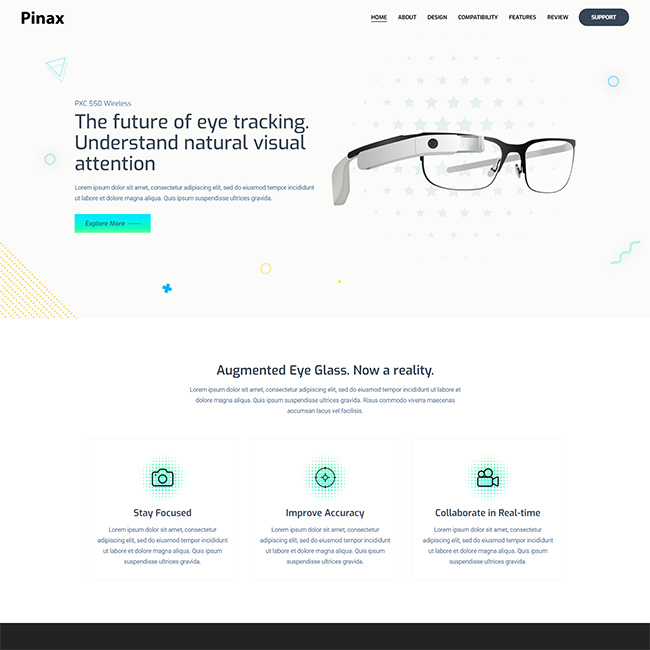 Pinax
HOME ABOUT DESIGN COMPATIBILITY FEATURES REVIEW SUPPORT
PXC 550 Wireless
The future of eye tracking.
Understand natural visual
attention
Lorem ipsum dolor sit amet, consectetur adipiscing elit, sed do eiusmod tempor incididunt
ut labore et dolore magna aliqua. Quis ipsum suspendisse ultrices gravida.
Explore More
Augmented Eye Glass. Now a reality.
Lorem ipsum dolor sit amet, consectetur adipiscing elit, sed do eiusmod tempor incididunt ut labore et
dolore magna aliqua. Quis ipsum suspendisse ultrices gravida. Risus commodo viverra maecenas
accumsan lacus vel facilisis.
Stay Focused
Lorem ipsum dolor sit amet, consectetur
adipiscing elit, sed do eiusmod tempor incididunt
ut labore et dolore magna aliqua. Quis ipsum
suspendisse ultrices gravida.
Improve Accuracy
Lorem ipsum dolor sit amet, consectetur
adipiscing elit, sed do eiusmod tempor incididunt
ut labore et dolore magna aliqua. Quis ipsum
suspendisse ultrices gravida.
Collaborate in Real-time
Lorem ipsum dolor sit amet, consectetur
adipiscing elit, sed do eiusmod tempor incididunt
ut labore et dolore magna aliqua. Quis ipsum
suspendisse ultrices gravida.